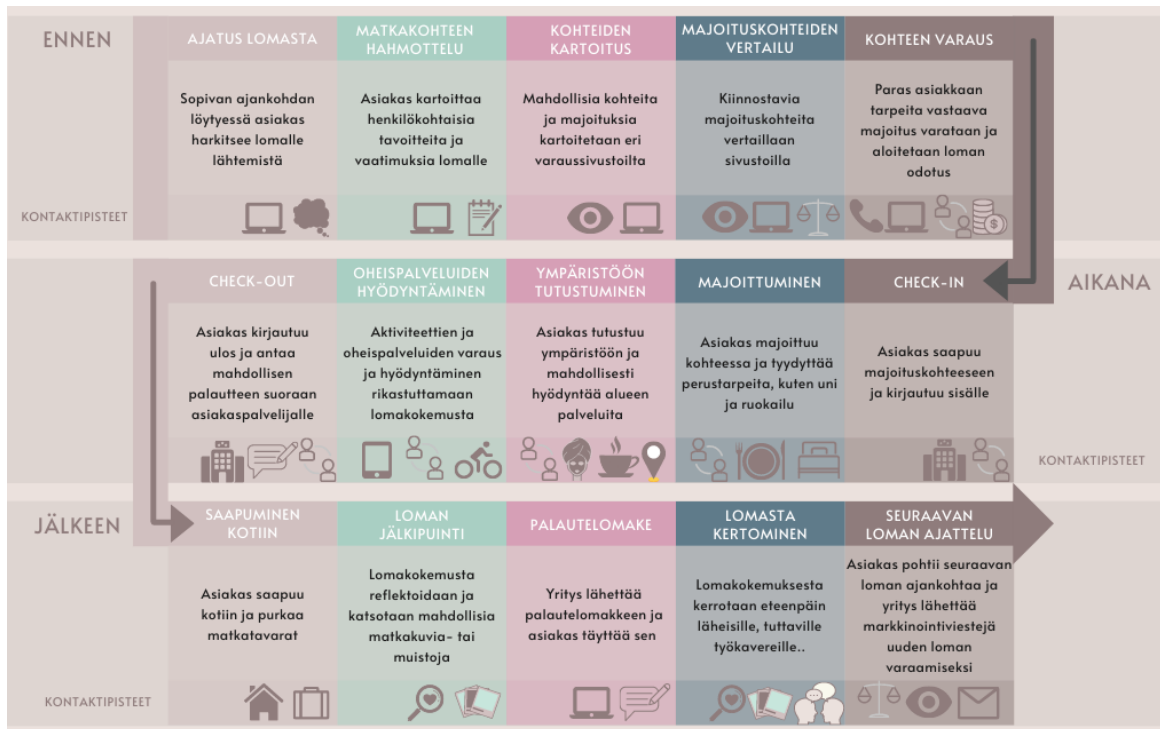 ENNEN
AJATUS LOMASTA
Sopivan ajankohdan
löytyessä asiakas
harkitsee lomalle
lähtemistä
MATKAKOHTEEN
HAHMOTTELU
Asiakas kartoittaa
henkilökohtaisia
tavoitteita ja
vaatimuksia lomalle
KOHTEIDEN
KARTOITUS
Mahdollisia kohteita
ja majoituksia
kartoitetaan eri
varaussivustoilta
MAJOITUSKOHTEIDEN
VERTAILU
Kiinnostavia
majoituskohteita
vertaillaan
sivustoilla
KOHTEEN VARAUS
Paras asiakkaan
tarpeita vastaava
majoitus varataan ja
aloitetaan loman
odotus
KONTAKTIPISTEET
AIKANA
CHECK-IN
Asiakas saapuu
majoituskohteeseen
ja kirjautuu sisälle
MAJOITTUMINEN
Asiakas majoittuu
kohteessa ja tyydyttää
perustarpeita, kuten uni
ja ruokailu
YMPÄRISTÖÖN
TUTUSTUMINEN
Asiakas tutustuu
ympäristöön ja
mahdollisesti
hyödyntää alueen
palveluita
OHEISPALVELUIDEN
HYÖDYNTÄMINEN
Aktiviteettien ja
oheispalveluiden varaus
ja hyödyntäminen
rikastuttamaan
lomakokemusta
CHECK-OUT
Asiakas kirjautuu
ulos ja antaa
mahdollisen
palautteen suoraan
asiakaspalvelijalle
KONTAKTIPISTEET
JÄLKEEN
SAAPUMINEN
KOTIIN
Asiakas saapuu
kotiin ja purkaa
matkatavarat
LOMAN
JÄLKIPUINTI
Lomakokemusta
reflektoidaan ja
katsotaan mahdollisia
matkakuvia- tai
muistoja
PALAUTELOMAKE
Yritys lähettää
palautelomakkeen ja
asiakas täyttää sen
LOMASTA
KERTOMINEN
Lomakokemuksesta
kerrotaan eteenpäin
läheisille, tuttaville
työkavereille..
SEURAAVAN
LOMAN AJATTELU
Asiakas pohtii seuraavan
loman ajankohtaa ja
yritys lähettää
markkinointiviestejä
uuden loman
varaamiseksi
KONTAKTIPISTEET